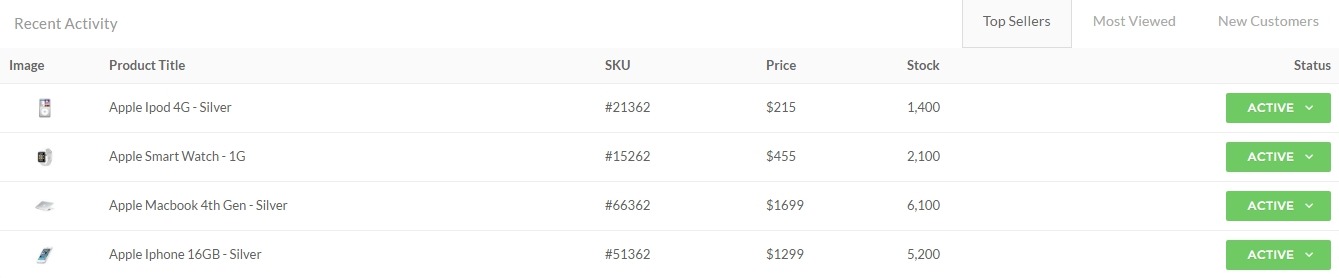 Recent Activity Top Sellers Most Viewed New Customers
Image Product Title SKU Price Stock Status
Apple Ipod 4G - Silver #21362 $215 1,400 ACTIVE
Apple Smart Watch - 1G #15262 $455 2,100 ACTIVE
Apple Macbook 4th Gen - Silver #66362 $1699 6,100 ACTIVE
Apple Iphone 16GB - Silver #51362 $1299 5,200 ACTIVE